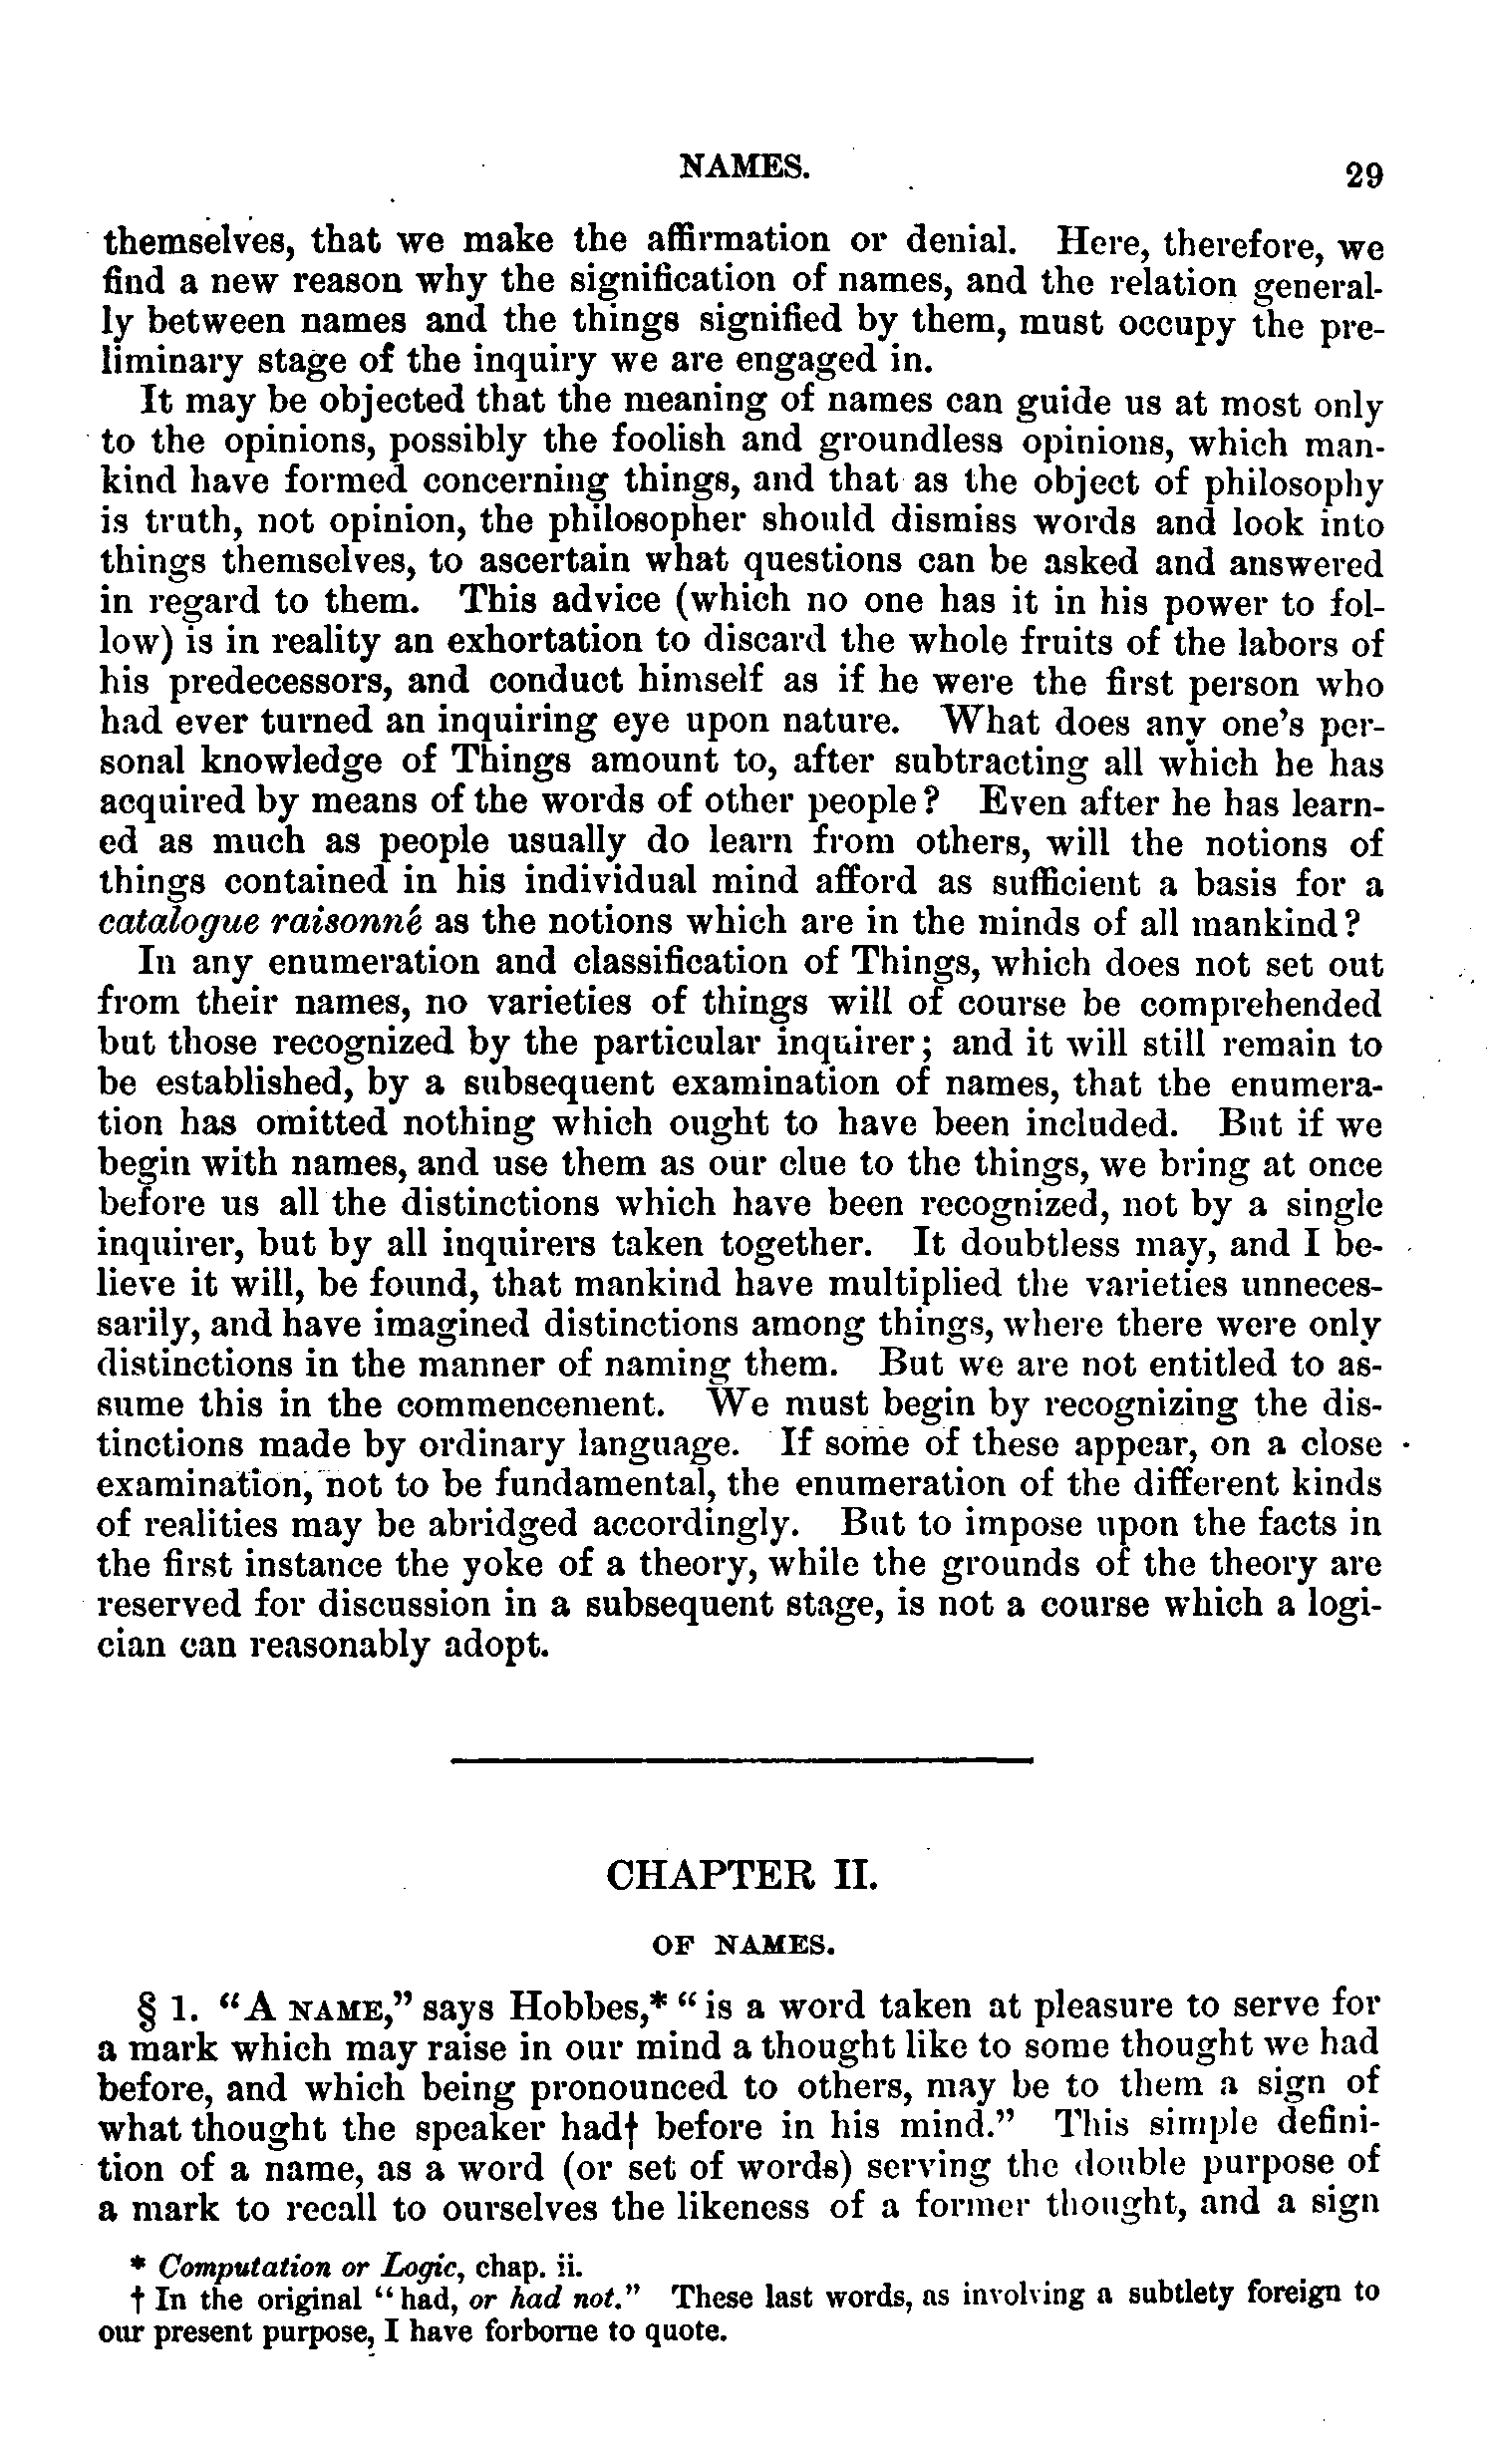 NAMES.
29
themselves, that we make the affirmation or denial. Here, therefore, we
find a new reason why the signification of names, and the relation general-
ly between names and the things signified by them, must occupy the pre-
liminary stage of the inquiry we are engaged in.
It may be objected that the meaning of names can guide us at most only
to the opinions, possibly the foolish and groundless opinions, which man-
kind have formed concerning things, and that as the object of philosophy
is truth, not opinion, the philosopher should dismiss words and look into
things themselves, to ascertain what questions can be asked and answered
in regard to them. This advice (which no one has it in his power to fol-
low) is in reality an exhortation to discard the whole fruits of the labors of
his predecessors, and conduct himself as if he were the first person who
had ever turned an inquiring eye upon nature. What does any one's per-
sonal knowledge of Things amount to, after subtracting all which he has
acquired by means of the words of other people? Even after he has learn-
ed as much as people usually do learn from others, will the notions of
things contained in his individual mind afford as sufficient a basis for a
catalogue raisonné as the notions which are in the minds of all mankind?
In any enumeration and classification of Things, which does not set out
from their names, no varieties of things will of course be comprehended
but those recognized by the particular inquirer; and it will still remain to
be established, by a subsequent examination of names, that the enumera-
tion has omitted nothing which ought to have been included. But if we
begin with names, and use them as our clue to the things, we bring at once
before us all the distinctions which have been recognized, not by a single
inquirer, but by all inquirers taken together. It doubtless may, and I be-
lieve it will, be found, that mankind have multiplied the varieties unneces-
sarily, and have imagined distinctions among things, where there were only
distinctions in the manner of naming them. But we are not entitled to as-
sume this in the commencement. We must begin by recognizing the dis-
tinctions made by ordinary language. If some of these appear, on a close
examination, not to be fundamental, the enumeration of the different kinds
of realities may be abridged accordingly. But to impose upon the facts in
the first instance the yoke of a theory, while the grounds of the theory are
reserved for discussion in a subsequent stage, is not a course which a logi-
cian can reasonably adopt.
CHAPTER II.
OF NAMES.
§ 1. "A NAME," says Hobbes,* "is a word taken at pleasure to serve for
a mark which may raise in our mind a thought like to some thought we had
before, and which being pronounced to others, may be to them a sign of
what thought the speaker had† before in his mind." This simple defini-
tion of a name, as a word (or set of words) serving the double purpose of
a mark to recall to ourselves the likeness of a former thought, and a sign
* Computation or Logic, chap. ii.
† In the original "had, or had not." These last words, as involving a subtlety foreign to
our present purpose, I have forborne to quote.